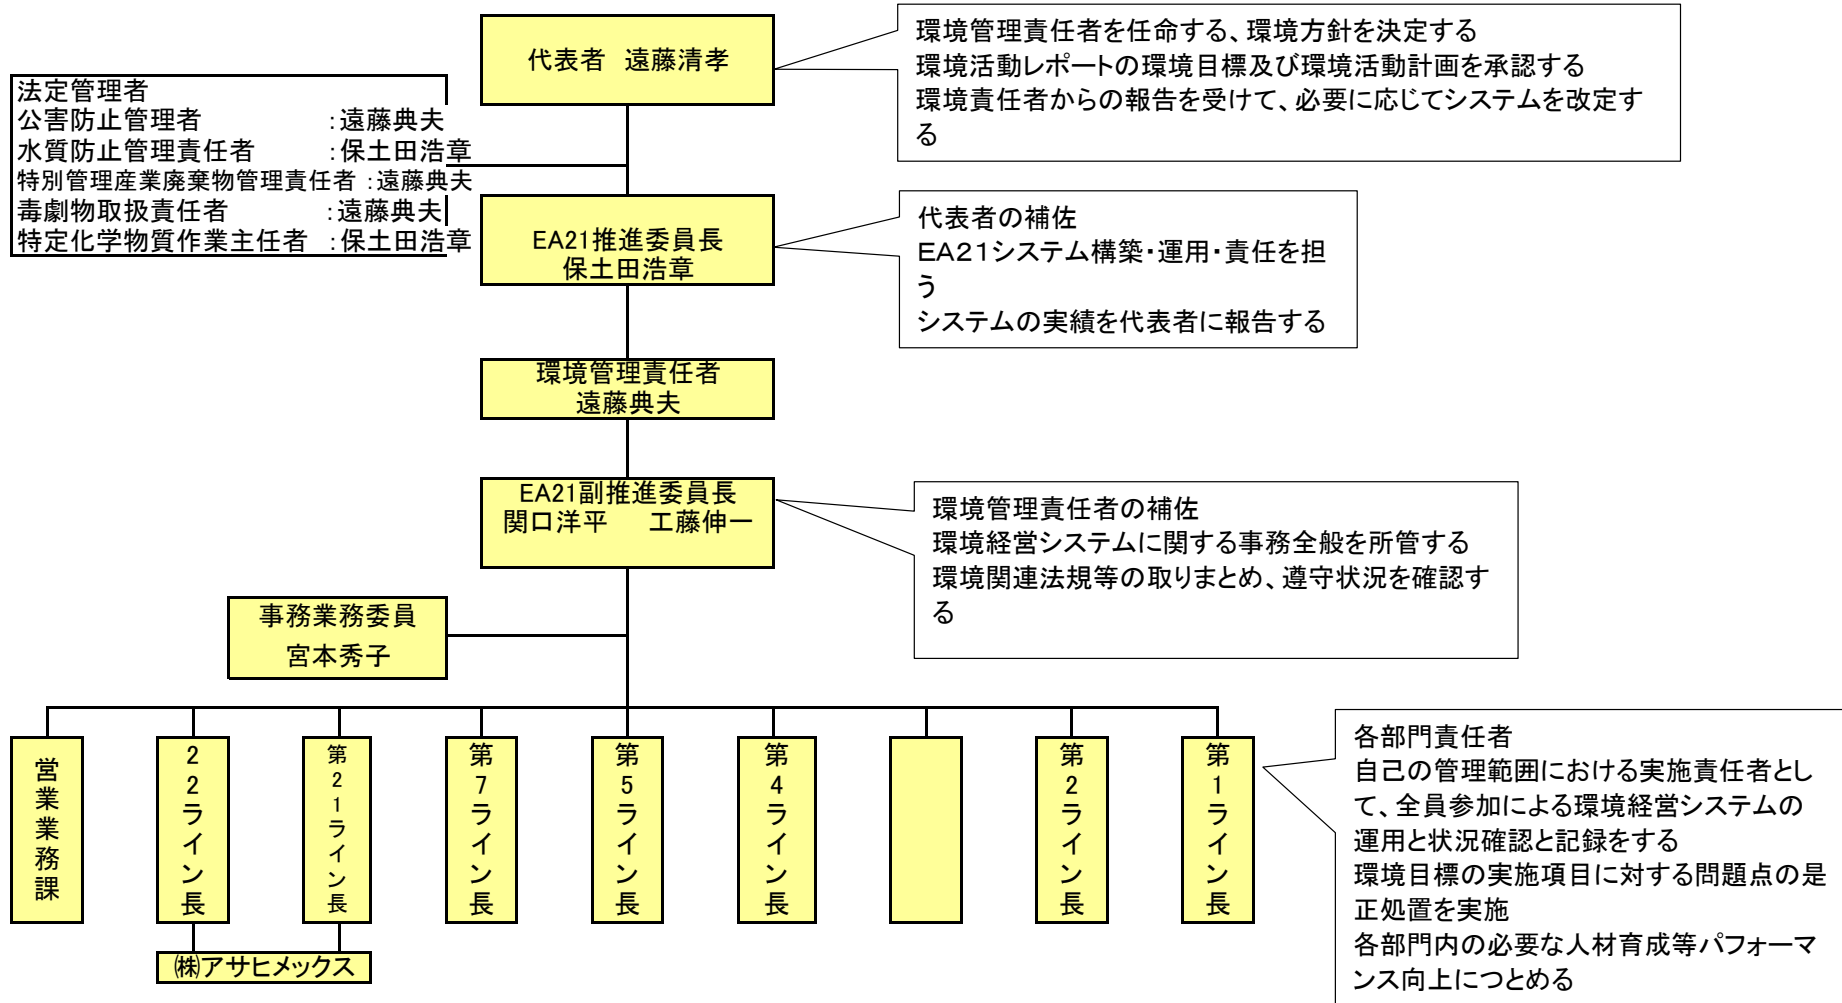 代表者　遠藤清孝
環境管理責任者を任命する、環境方針を決定する
環境活動レポートの環境目標及び環境活動計画を承認する
環境責任者からの報告を受けて、必要に応じてシステムを改定す
る
法定管理者
公害防止管理者　：遠藤典夫
水質防止管理責任者　：保土田浩章
特別管理産業廃棄物管理責任者：遠藤典夫
毒劇物取扱責任者　：遠藤典夫
特定化学物質作業主任者　：保土田浩章
EA21推進委員長
保土田浩章
代表者の補佐
ＥＡ２１システム構築・運用・責任を担
う
システムの実績を代表者に報告する
環境管理責任者
遠藤典夫
EA21副推進委員長
関口洋平　工藤伸一
環境管理責任者の補佐
環境経営システムに関する事務全般を所管する
環境関連法規等の取りまとめ、遵守状況を確認す
る
事務業務委員
宮本秀子
営業業務課
22ライン長
第21ライン長
第7ライン長
第5ライン長
第4ライン長
第2ライン長
第1ライン長
㈱アサヒメックス
各部門責任者
自己の管理範囲における実施責任者とし
て、全員参加による環境経営システムの
運用と状況確認と記録をする
環境目標の実施項目に対する問題点の是
正処置を実施
各部門内の必要な人材育成等パフォーマ
ンス向上につとめる